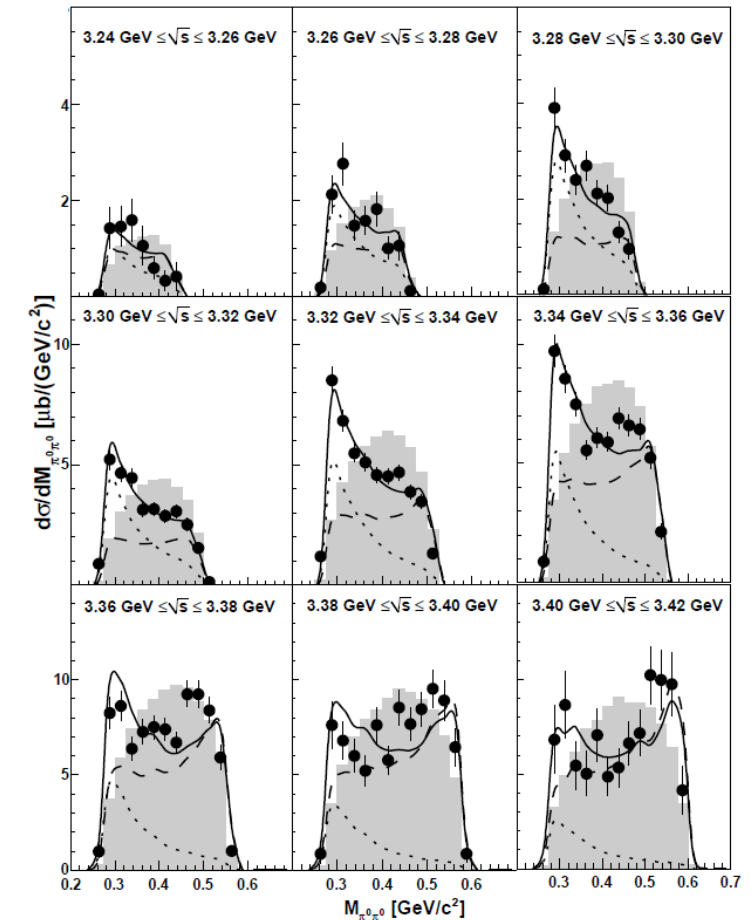 3.24 GeV ≤√s ≤ 3.26 GeV
3.26 GeV ≤√s ≤ 3.28 GeV
3.28 GeV ≤√s ≤ 3.30 GeV
4
2
3.30 GeV ≤√s ≤ 3.32 GeV
3.32 GeV ≤√s ≤ 3.34 GeV
3.34 GeV ≤√s ≤ 3.36 GeV
10
5
dσ/dM π⁰π⁰ [μb/(GeV/c²)]
3.36 GeV ≤√s ≤ 3.38 GeV
3.38 GeV ≤√s ≤ 3.40 GeV
3.40 GeV ≤√s ≤ 3.42 GeV
10
5
0
0.2 0.3 0.4 0.5 0.6 0.3 0.4 0.5 0.6 0.3 0.4 0.5 0.6 0.7
M π⁰π⁰ [GeV/c²]